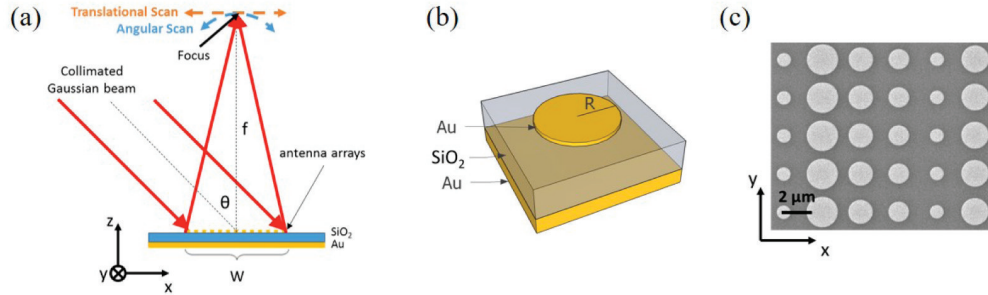 (a)
Translational Scan
Angular Scan
Focus
Collimated
Gaussian beam
f
antenna arrays
θ
z
SiO₂
Au
y
x
W
(b)
R
Au
SiO₂
Au
(c)
y
2 μm
x